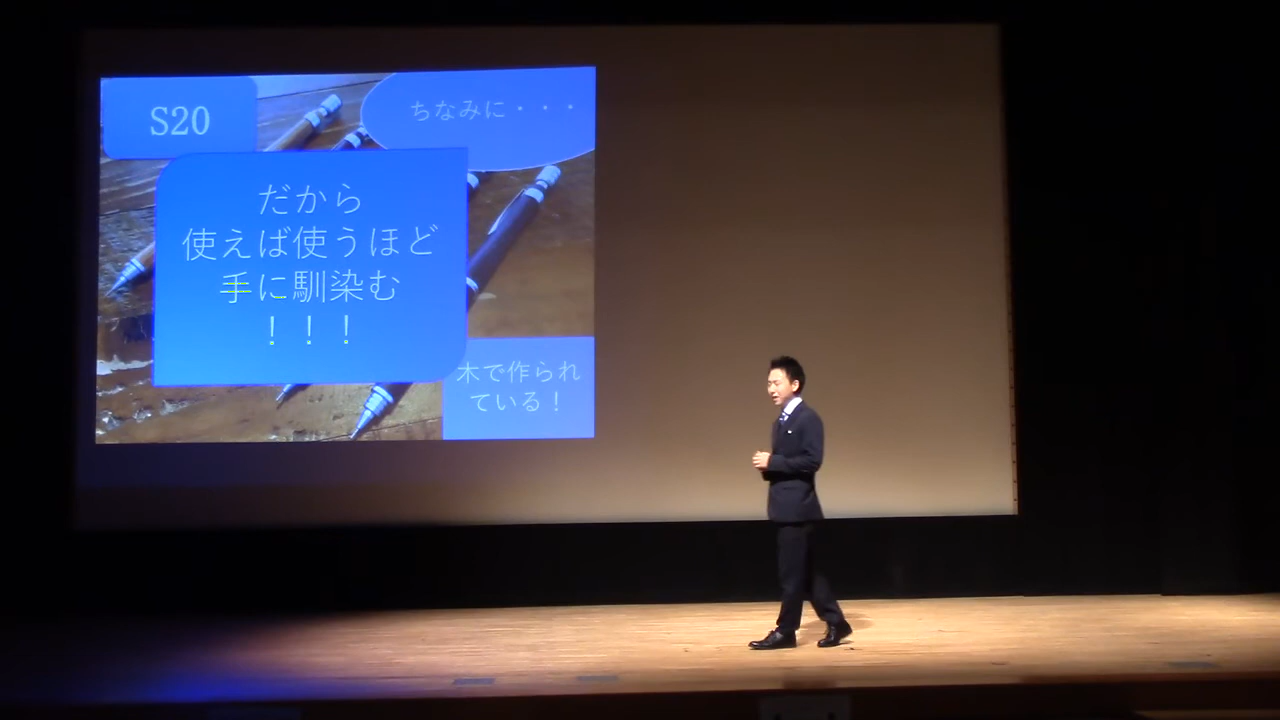 S20
ちなみに・・・
だから
使えば使うほど
手に馴染む
！！！
木で作られ
ている！